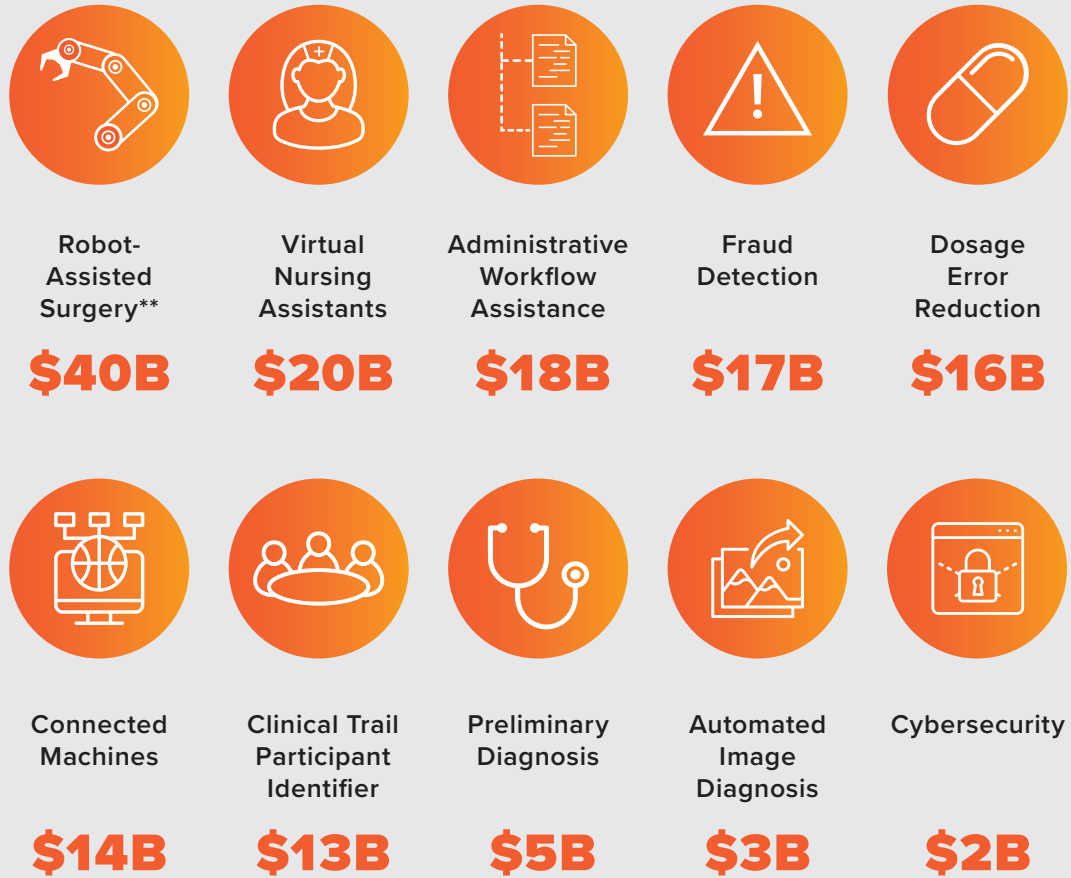 Robot-
Assisted
Surgery**
$40B
Virtual
Nursing
Assistants
$20B
Administrative
Workflow
Assistance
$18B
Fraud
Detection
$17B
Dosage
Error
Reduction
$16B
Connected
Machines
$14B
Clinical Trail
Participant
Identifier
$13B
Preliminary
Diagnosis
$5B
Automated
Image
Diagnosis
$3B
Cybersecurity
$2B